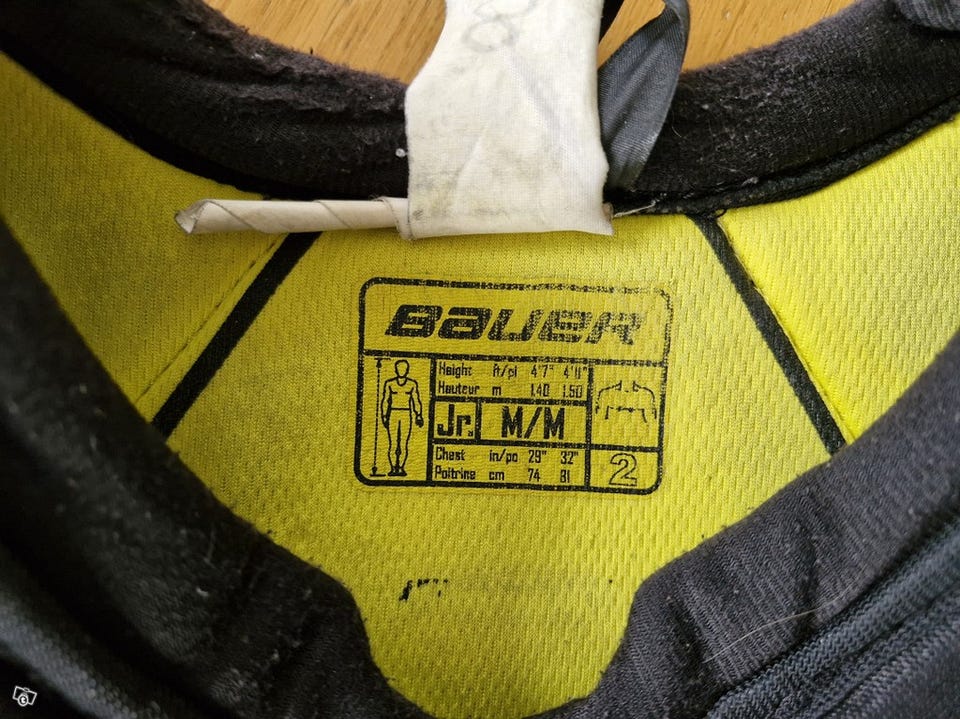 BAUER
Height ft/pi 4'7" 4'11"
Hauteur m 1.40 1.50
Jr. M/M
Chest in/po 29" 32"
Poitrine cm 74 81
2